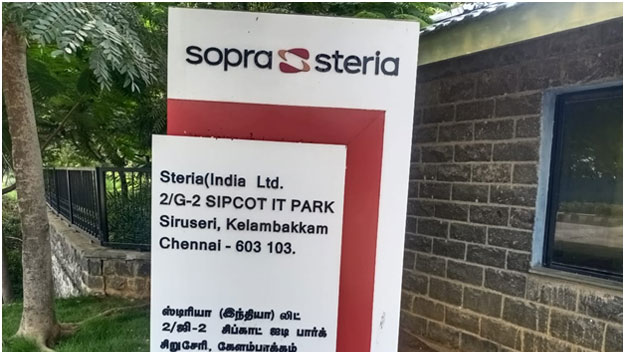 sopra steria
Steria(India Ltd.
2/G-2 SIPCOT IT PARK
Siruseri, Kelambakkam
Chennai - 603 103.
ஸ்டிரியா (இந்தியா) லிட்
2/ஜி-2 சிப்காட் ஐடி பார்க்
சிறுசேரி, கேளம்பாக்கம்